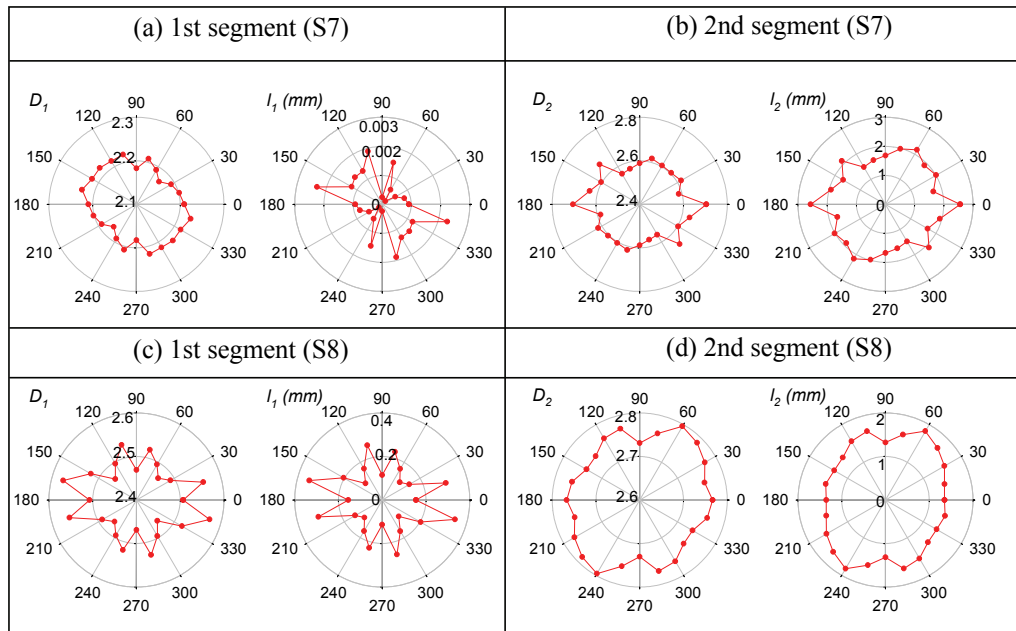 (a) 1st segment (S7)
(b) 2nd segment (S7)
D1 90 120 60 2.3 150 30 2.2 180 2.1 0 210 330 240 300 270
l1 (mm) 90 120 60 0.003 0.002 150 30 180 0 0 210 330 240 300 270
D2 90 120 60 2.8 150 2.6 30 180 2.4 0 210 330 240 300 270
l2 (mm) 90 120 3 60 150 2 30 1 180 0 0 210 330 240 300 270
(c) 1st segment (S8)
(d) 2nd segment (S8)
D1 90 120 2.6 60 150 2.5 30 180 2.4 0 210 330 240 300 270
l1 (mm) 90 120 0.4 60 150 0.2 30 180 0 0 210 330 240 300 270
D2 90 120 2.8 60 150 2.7 30 180 2.6 0 210 330 240 300 270
l2 (mm) 90 120 2 60 150 1 30 180 0 0 210 330 240 300 270